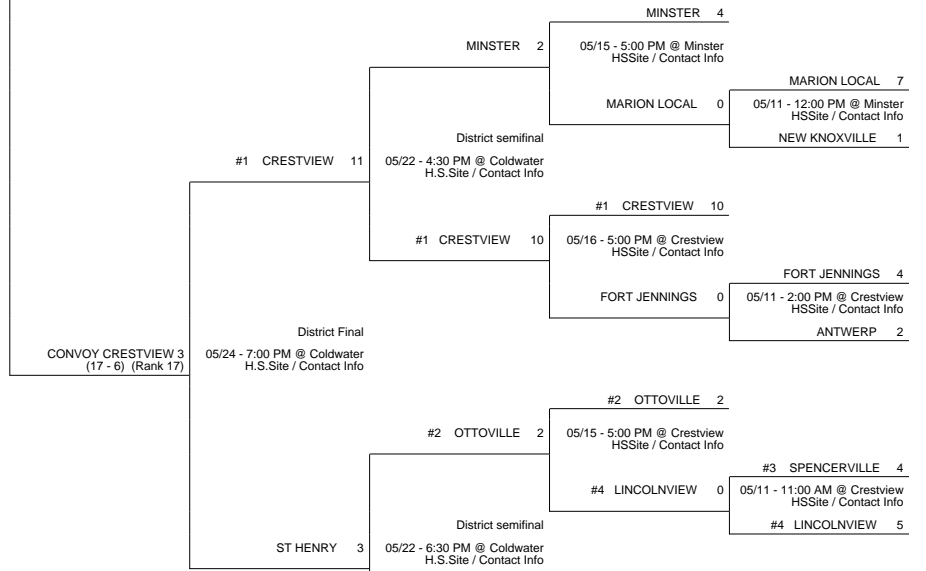 MINSTER 4
MINSTER 2
05/15 - 5:00 PM @ Minster
HSSite / Contact Info
MARION LOCAL 7
MARION LOCAL 0
05/11 - 12:00 PM @ Minster
HSSite / Contact Info
NEW KNOXVILLE 1
District semifinal
#1 CRESTVIEW 11
05/22 - 4:30 PM @ Coldwater
H.S.Site / Contact Info
#1 CRESTVIEW 10
#1 CRESTVIEW 10
05/16 - 5:00 PM @ Crestview
HSSite / Contact Info
FORT JENNINGS 4
FORT JENNINGS 0
05/11 - 2:00 PM @ Crestview
HSSite / Contact Info
ANTWERP 2
District Final
CONVOY CRESTVIEW 3
(17 - 6) (Rank 17)
05/24 - 7:00 PM @ Coldwater
H.S.Site / Contact Info
#2 OTTOVILLE 2
#2 OTTOVILLE 2
05/15 - 5:00 PM @ Crestview
HSSite / Contact Info
#3 SPENCERVILLE 4
#4 LINCOLNVIEW 0
05/11 - 11:00 AM @ Crestview
HSSite / Contact Info
#4 LINCOLNVIEW 5
District semifinal
ST HENRY 3
05/22 - 6:30 PM @ Coldwater
H.S.Site / Contact Info